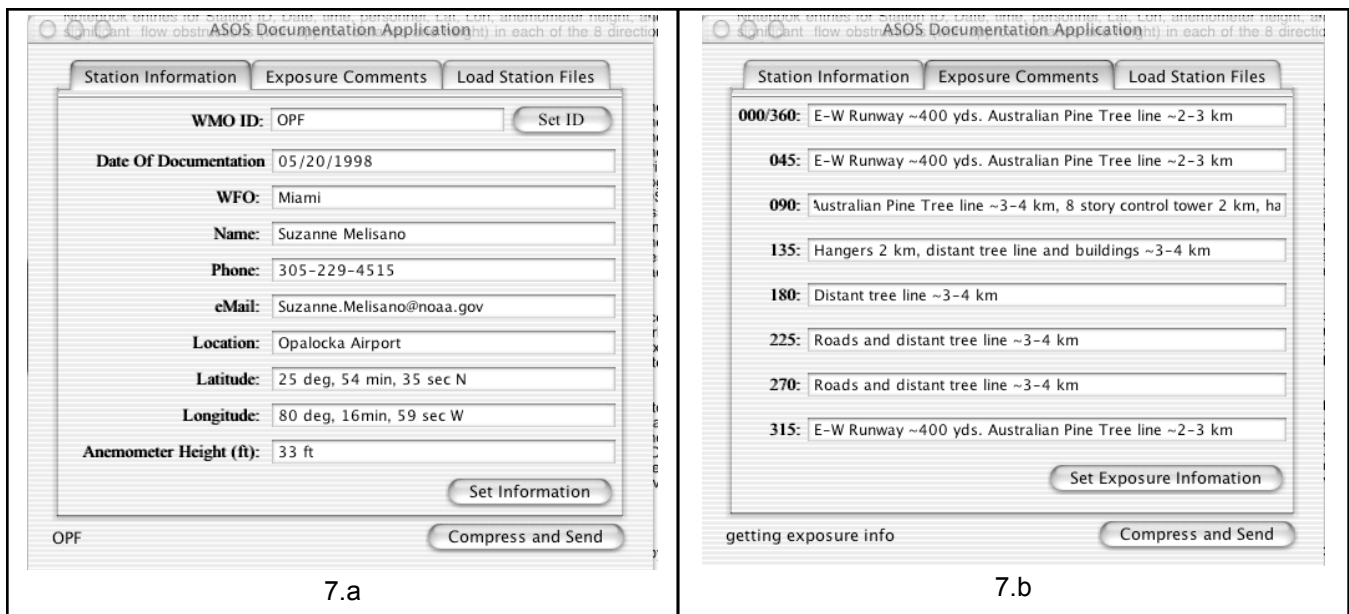 ASOS Documentation Application
Station Information
Exposure Comments
Load Station Files
WMO ID: OPF
Set ID
Date Of Documentation 05/20/1998
WFO: Miami
Name: Suzanne Melisano
Phone: 305-229-4515
eMail: Suzanne.Melisano@noaa.gov
Location: Opalocka Airport
Latitude: 25 deg, 54 min, 35 sec N
Longitude: 80 deg, 16min, 59 sec W
Anemometer Height (ft): 33 ft
Set Information
OPF
Compress and Send
7.a
ASOS Documentation Application
Station Information
Exposure Comments
Load Station Files
000/360: E-W Runway ~400 yds. Australian Pine Tree line ~2-3 km
045: E-W Runway ~400 yds. Australian Pine Tree line ~2-3 km
090: Australian Pine Tree line ~3-4 km, 8 story control tower 2 km, ha
135: Hangers 2 km, distant tree line and buildings ~3-4 km
180: Distant tree line ~3-4 km
225: Roads and distant tree line ~3-4 km
270: Roads and distant tree line ~3-4 km
315: E-W Runway ~400 yds. Australian Pine Tree line ~2-3 km
Set Exposure Infomation
getting exposure info
Compress and Send
7.b